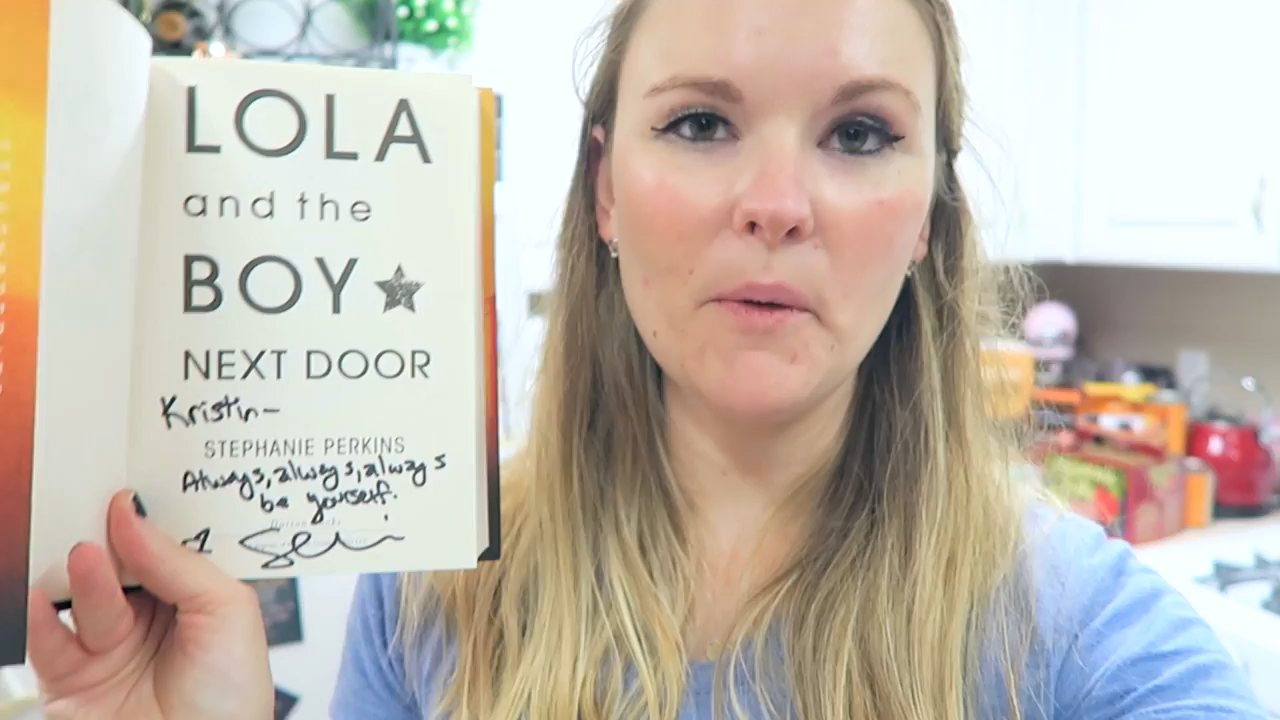 LOLA
and the
BOY
NEXT DOOR
Kristin-
STEPHANIE PERKINS
Always, always, always
be yourself.